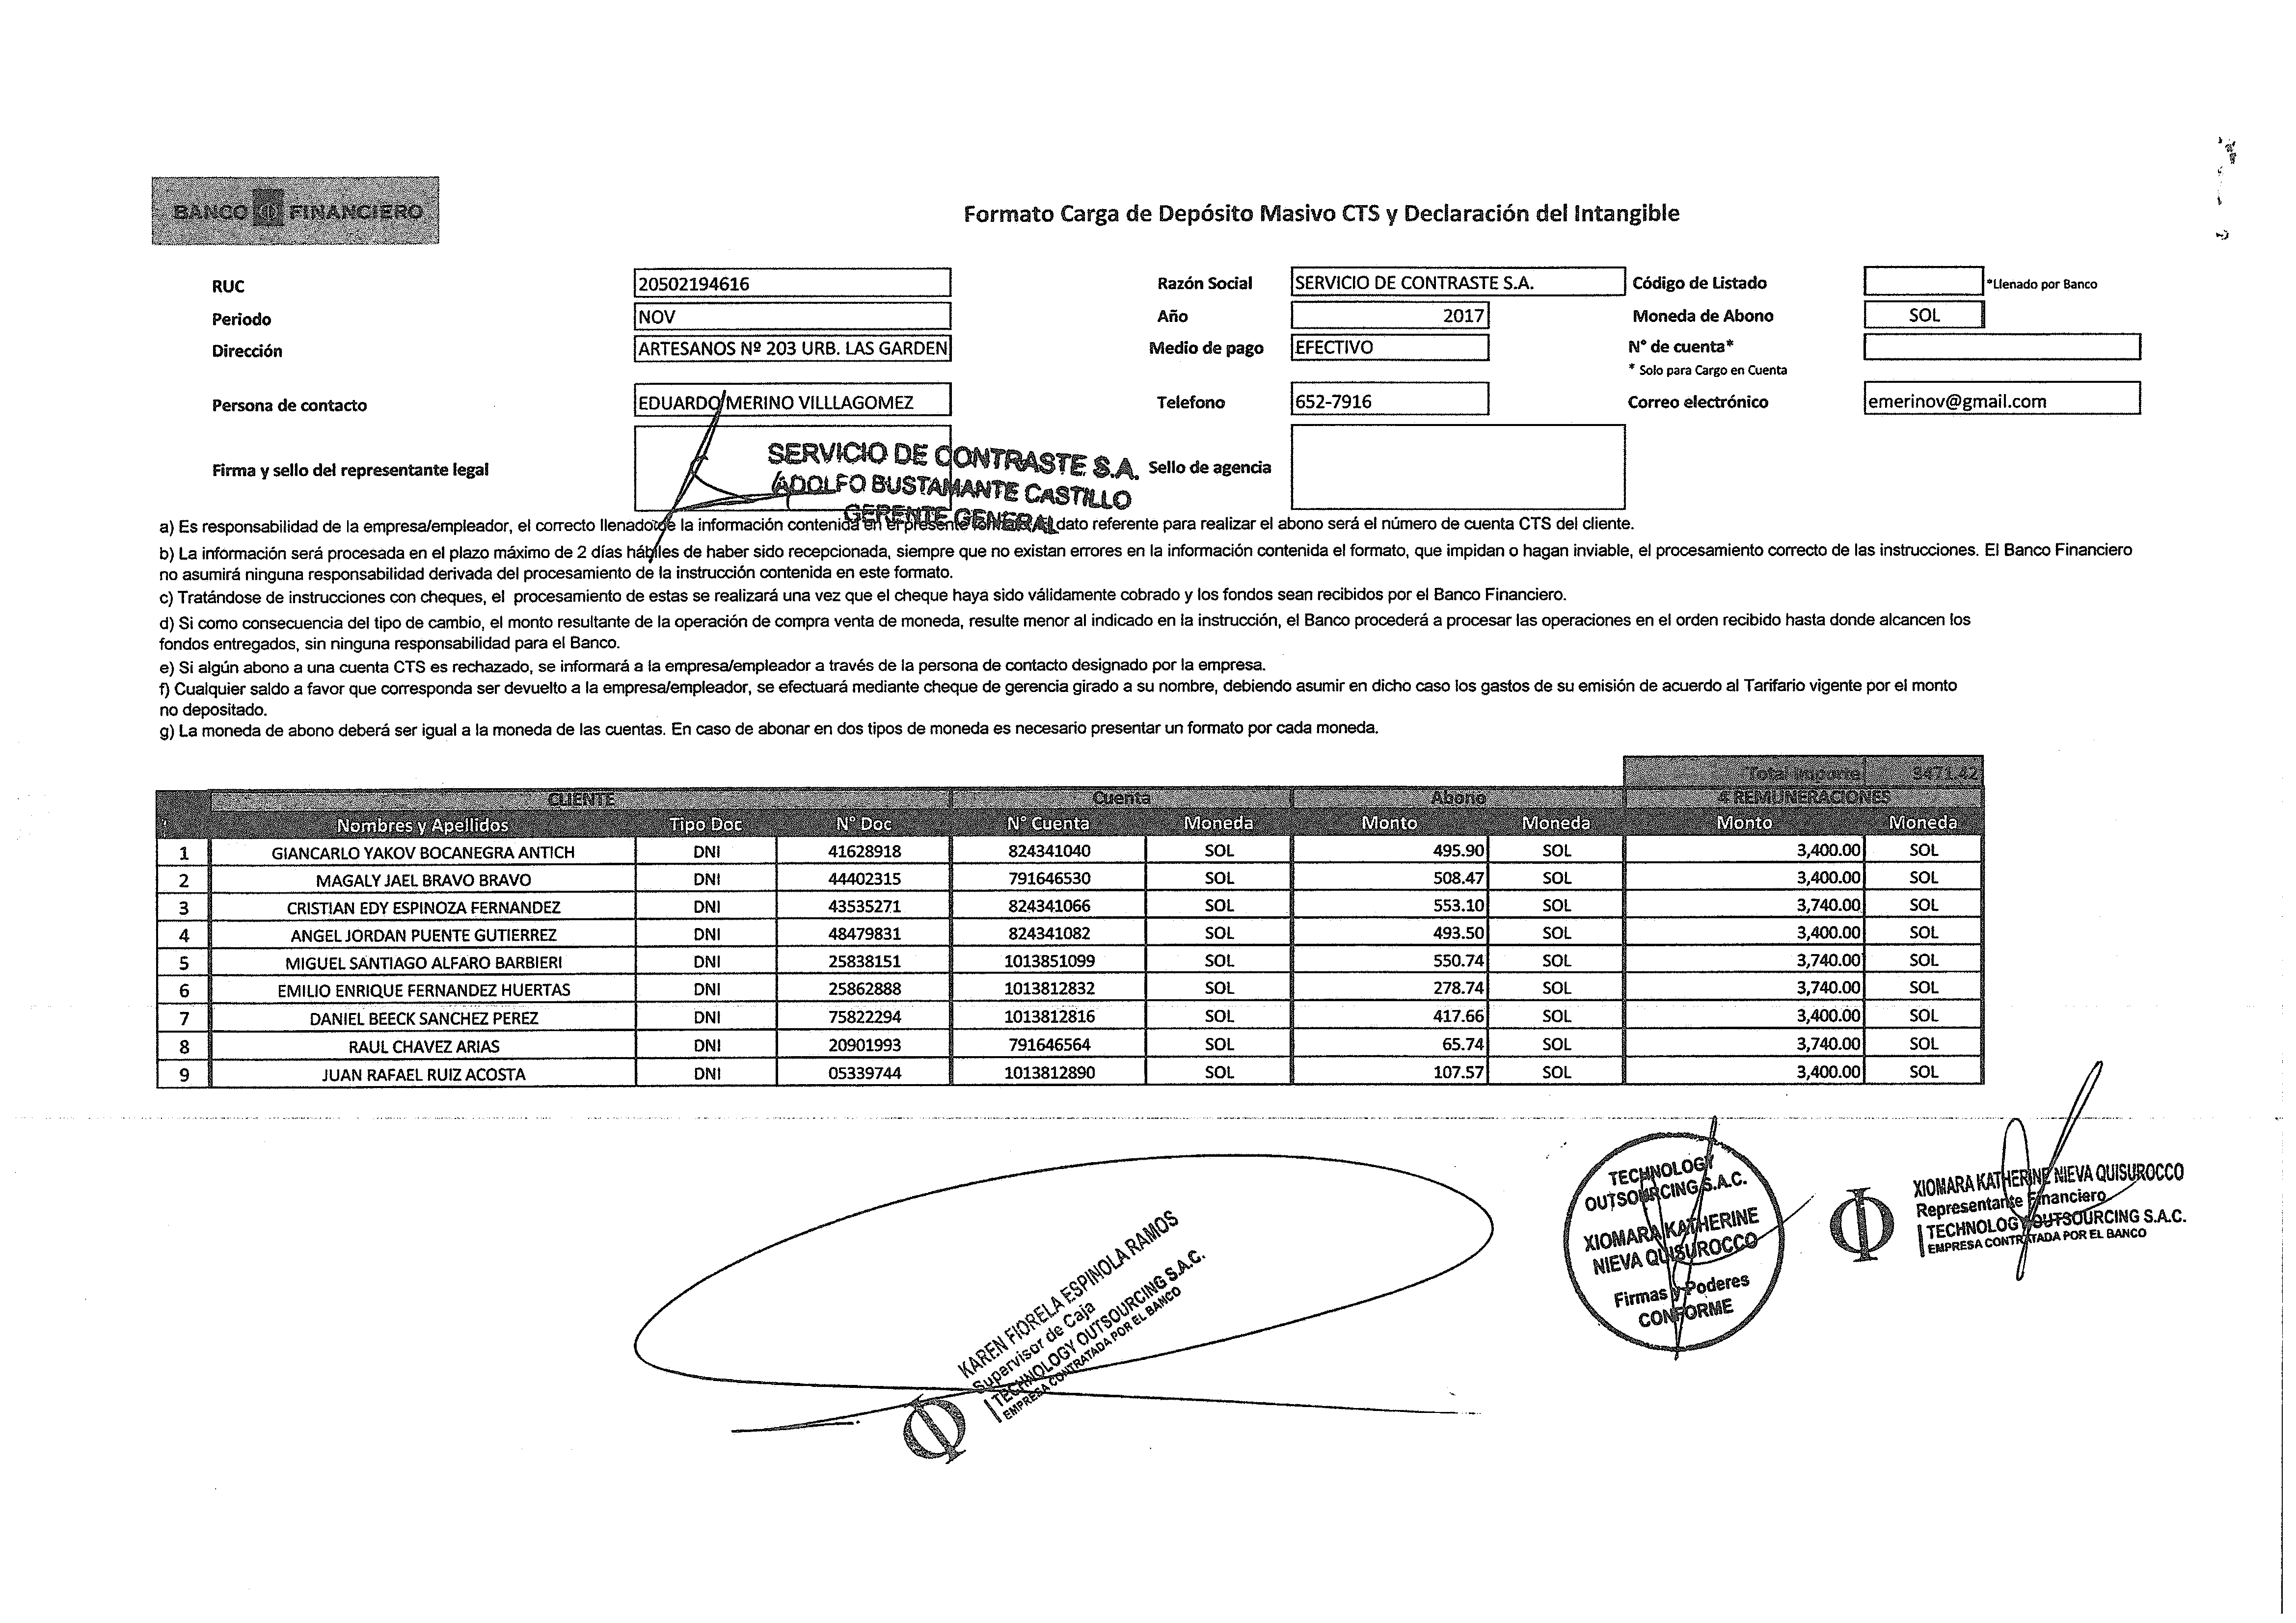 BANCO FINANCIERO
Formato Carga de Depósito Masivo CTS y Declaración del Intangible
RUC 20502194616 Razón Social SERVICIO DE CONTRASTE S.A. Código de Listado *Llenado por Banco
Periodo NOV Año 2017 Moneda de Abono SOL
Dirección ARTESANOS Nº 203 URB. LAS GARDEN Medio de pago EFECTIVO N° de cuenta*
* Solo para Cargo en Cuenta
Persona de contacto EDUARDO MERINO VILLLAGOMEZ Telefono 652-7916 Correo electrónico emerinov@gmail.com
Firma y sello del representante legal Sello de agencia
SERVICIO DE CONTRASTE S.A.
ADOLFO BUSTAMANTE CASTILLO
GERENTE GENERAL
a) Es responsabilidad de la empresa/empleador, el correcto llenado de la información contenida en el presente dato referente para realizar el abono será el número de cuenta CTS del cliente.
b) La información será procesada en el plazo máximo de 2 días hábiles de haber sido recepcionada, siempre que no existan errores en la información contenida el formato, que impidan o hagan inviable, el procesamiento correcto de las instrucciones. El Banco Financiero
no asumirá ninguna responsabilidad derivada del procesamiento de la instrucción contenida en este formato.
c) Tratándose de instrucciones con cheques, el procesamiento de estas se realizará una vez que el cheque haya sido válidamente cobrado y los fondos sean recibidos por el Banco Financiero.
d) Si como consecuencia del tipo de cambio, el monto resultante de la operación de compra venta de moneda, resulte menor al indicado en la instrucción, el Banco procederá a procesar las operaciones en el orden recibido hasta donde alcancen los
fondos entregados, sin ninguna responsabilidad para el Banco.
e) Si algún abono a una cuenta CTS es rechazado, se informará a la empresa/empleador a través de la persona de contacto designado por la empresa.
f) Cualquier saldo a favor que corresponda ser devuelto a la empresa/empleador, se efectuará mediante cheque de gerencia girado a su nombre, debiendo asumir en dicho caso los gastos de su emisión de acuerdo al Tarifario vigente por el monto
no depositado.
g) La moneda de abono deberá ser igual a la moneda de las cuentas. En caso de abonar en dos tipos de moneda es necesario presentar un formato por cada moneda.
Total Importe 3471.42
CLIENTE Cuenta Abono 4 REMUNERACIONES
Nombres y Apellidos Tipo Doc N° Doc N° Cuenta Moneda Monto Moneda Monto Moneda
1 GIANCARLO YAKOV BOCANEGRA ANTICH DNI 41628918 824341040 SOL 495.90 SOL 3,400.00 SOL
2 MAGALY JAEL BRAVO BRAVO DNI 44402315 791646530 SOL 508.47 SOL 3,400.00 SOL
3 CRISTIAN EDY ESPINOZA FERNANDEZ DNI 43535271 824341066 SOL 553.10 SOL 3,740.00 SOL
4 ANGEL JORDAN PUENTE GUTIERREZ DNI 48479831 824341082 SOL 493.50 SOL 3,400.00 SOL
5 MIGUEL SANTIAGO ALFARO BARBIERI DNI 25838151 1013851099 SOL 550.74 SOL 3,740.00 SOL
6 EMILIO ENRIQUE FERNANDEZ HUERTAS DNI 25862888 1013812832 SOL 278.74 SOL 3,740.00 SOL
7 DANIEL BEECK SANCHEZ PEREZ DNI 75822294 1013812816 SOL 417.66 SOL 3,400.00 SOL
8 RAUL CHAVEZ ARIAS DNI 20901993 791646564 SOL 65.74 SOL 3,740.00 SOL
9 JUAN RAFAEL RUIZ ACOSTA DNI 05339744 1013812890 SOL 107.57 SOL 3,400.00 SOL
KAREN FIORELA ESPINOLA RAMOS
Supervisor de Caja
TECHNOLOGY OUTSOURCING S.A.C.
EMPRESA CONTRATADA POR EL BANCO
TECHNOLOGY
OUTSOURCING S.A.C.
XIOMARA KATHERINE
NIEVA QUISUROCCO
Firmas y Poderes
CONFORME
XIOMARA KATHERINE NIEVA QUISUROCCO
Representante Financiero
TECHNOLOGY OUTSOURCING S.A.C.
EMPRESA CONTRATADA POR EL BANCO